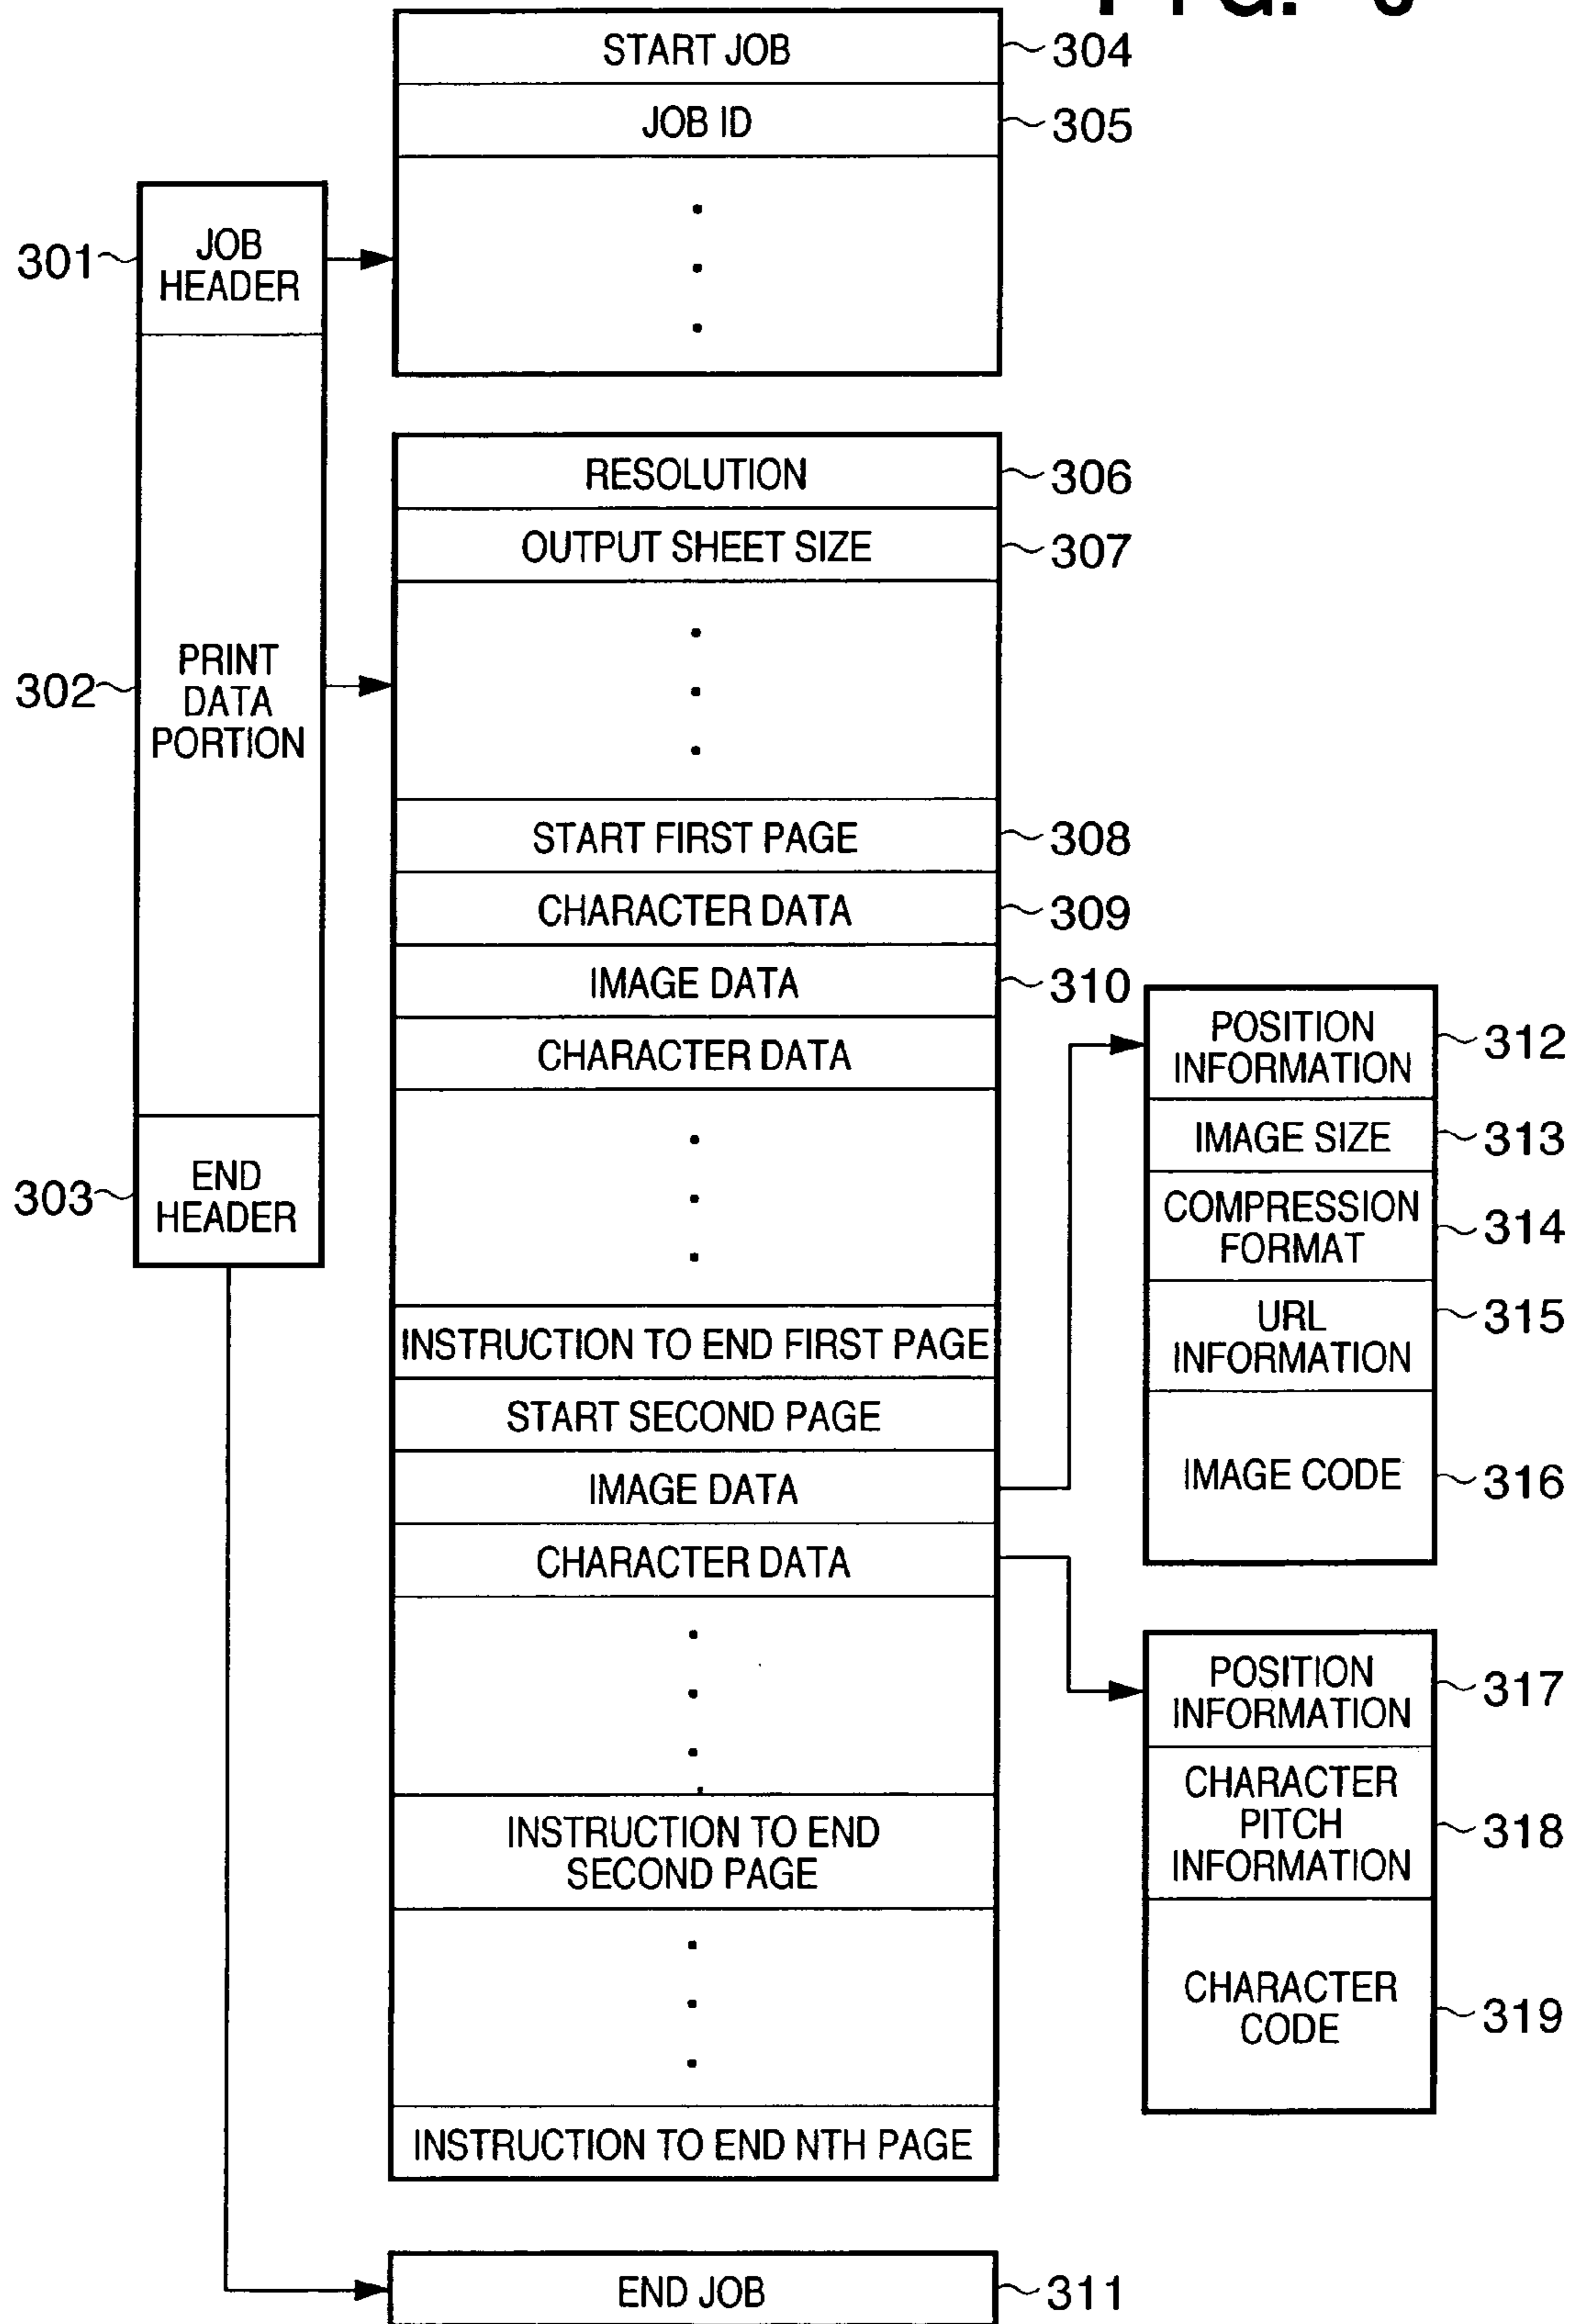 FIG.
START JOB
304
JOB ID
305
301
JOB
HEADER
RESOLUTION
306
OUTPUT SHEET SIZE
307
302
PRINT
DATA
PORTION
START FIRST PAGE
308
CHARACTER DATA
309
IMAGE DATA
310
CHARACTER DATA
303
END
HEADER
INSTRUCTION TO END FIRST PAGE
START SECOND PAGE
IMAGE DATA
CHARACTER DATA
INSTRUCTION TO END
SECOND PAGE
INSTRUCTION TO END NTH PAGE
POSITION
INFORMATION
312
IMAGE SIZE
313
COMPRESSION
FORMAT
314
URL
INFORMATION
315
IMAGE CODE
316
POSITION
INFORMATION
317
CHARACTER
PITCH
INFORMATION
318
CHARACTER
CODE
319
END JOB
311